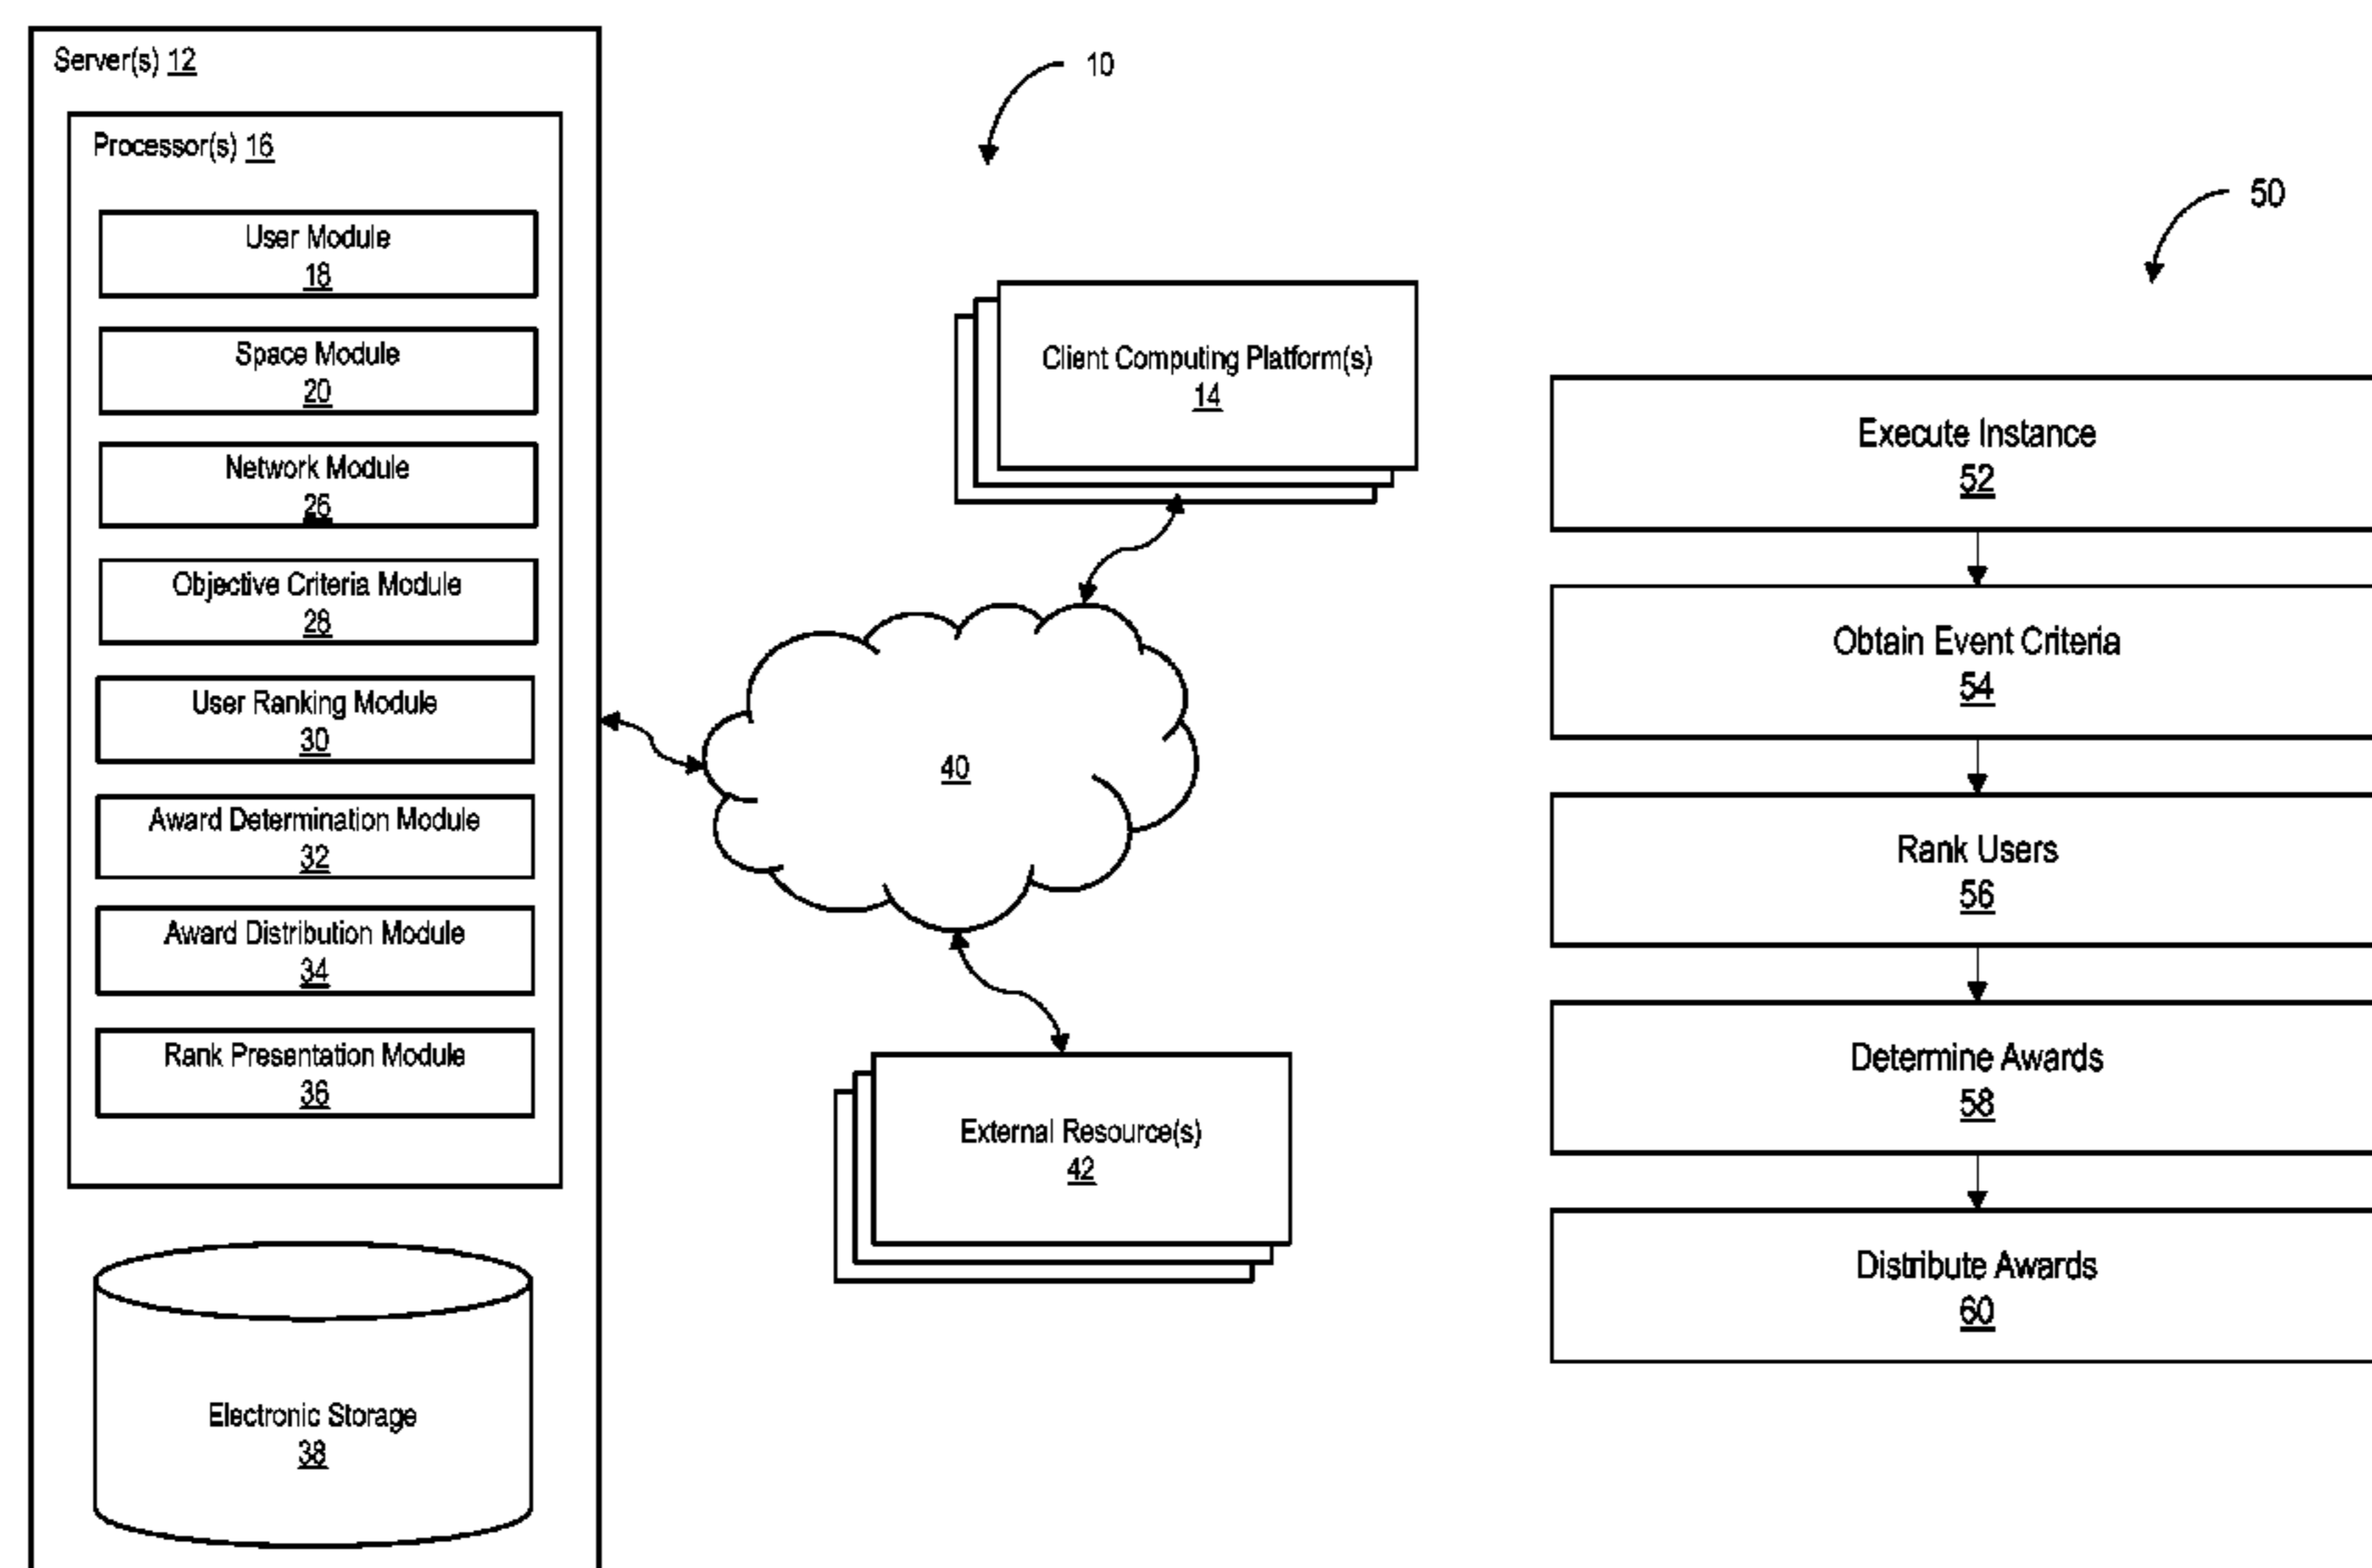 Server(s) 12
Processor(s) 16
User Module
18
Space Module
20
Network Module
26
Objective Criteria Module
28
User Ranking Module
30
Award Determination Module
32
Award Distribution Module
34
Rank Presentation Module
36
Electronic Storage
38
10
Client Computing Platform(s)
14
40
External Resource(s)
42
50
Execute Instance
52
Obtain Event Criteria
54
Rank Users
56
Determine Awards
58
Distribute Awards
60